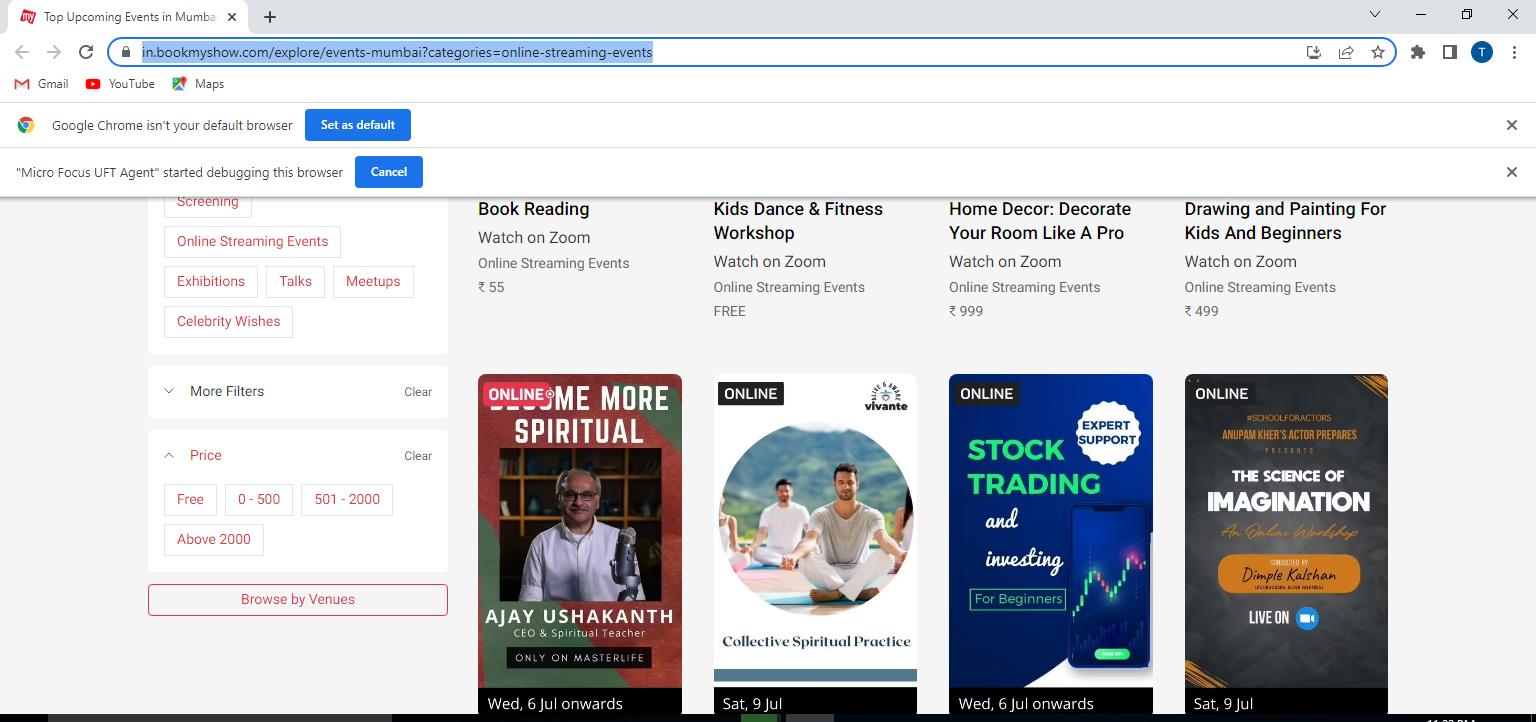 Top Upcoming Events in Mumba
in.bookmyshow.com/explore/events-mumbai?categories=online-streaming-events
T
Gmail
YouTube
Maps
Google Chrome isn't your default browser
Set as default
"Micro Focus UFT Agent" started debugging this browser
Cancel
Screening
Online Streaming Events
Exhibitions
Talks
Meetups
Celebrity Wishes
More Filters
Clear
Price
Clear
Free
0 - 500
501 - 2000
Above 2000
Browse by Venues
Book Reading
Watch on Zoom
Online Streaming Events
₹ 55
Kids Dance & Fitness
Workshop
Watch on Zoom
Online Streaming Events
FREE
Home Decor: Decorate
Your Room Like A Pro
Watch on Zoom
Online Streaming Events
₹ 999
Drawing and Painting For
Kids And Beginners
Watch on Zoom
Online Streaming Events
₹ 499
ONLINE
BECOME MORE
SPIRITUAL
AJAY USHAKANTH
CEO & Spiritual Teacher
ONLY ON MASTERLIFE
Wed, 6 Jul onwards
ONLINE
ALIVE & AWARE
vivante
Collective Spiritual Practice
Sat, 9 Jul
ONLINE
EXPERT
SUPPORT
STOCK
TRADING
and
investing
For Beginners
Wed, 6 Jul onwards
ONLINE
#SCHOOLFORACTORS
ANUPAM KHER'S ACTOR PREPARES
PRESENTS
THE SCIENCE OF
IMAGINATION
An Online Workshop
CONDUCTED BY
Dimple Kalshan
LIVE ON
Sat, 9 Jul